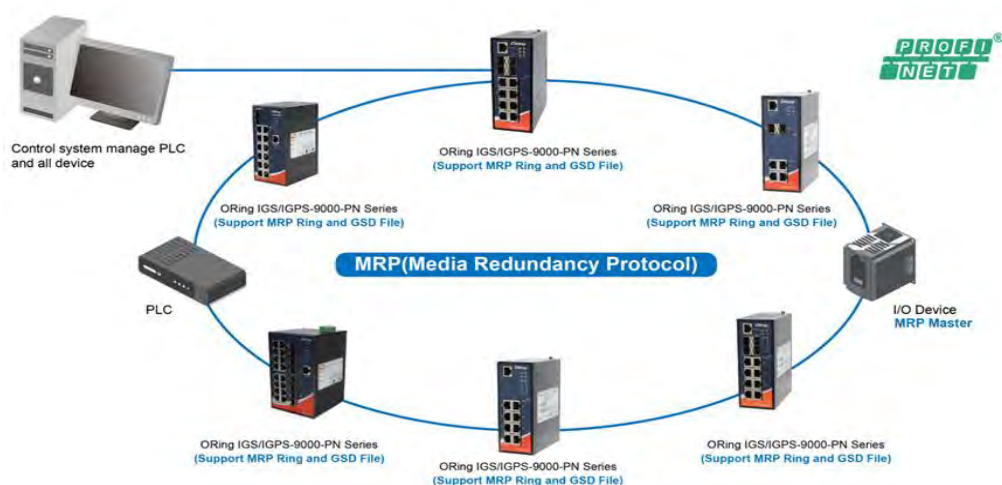 PROFI®
NET
Control system manage PLC
and all device
ORing IGS/IGPS-9000-PN Series
(Support MRP Ring and GSD File)
ORing IGS/IGPS-9000-PN Series
(Support MRP Ring and GSD File)
ORing IGS/IGPS-9000-PN Series
(Support MRP Ring and GSD File)
MRP(Media Redundancy Protocol)
PLC
I/O Device
MRP Master
ORing IGS/IGPS-9000-PN Series
(Support MRP Ring and GSD File)
ORing IGS/IGPS-9000-PN Series
(Support MRP Ring and GSD File)
ORing IGS/IGPS-9000-PN Series
(Support MRP Ring and GSD File)